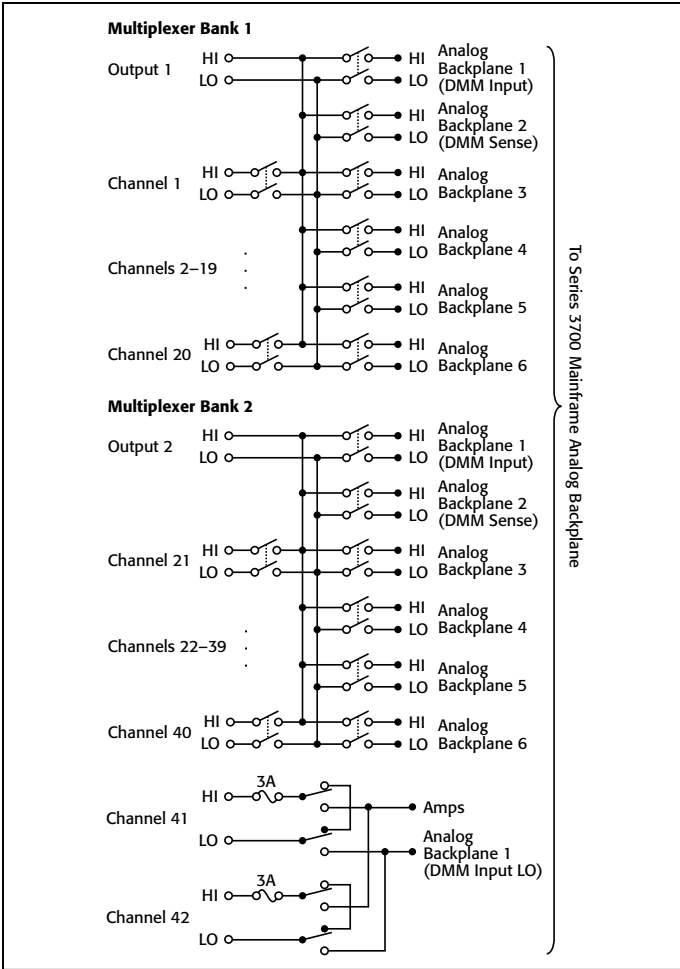 Multiplexer Bank 1
Output 1
HI
LO
HI Analog
Backplane 1
LO (DMM Input)
HI Analog
Backplane 2
LO (DMM Sense)
Channel 1
HI
LO
HI Analog
LO Backplane 3
HI Analog
LO Backplane 4
Channels 2–19
HI Analog
LO Backplane 5
Channel 20
HI
LO
HI Analog
LO Backplane 6
Multiplexer Bank 2
Output 2
HI
LO
HI Analog
Backplane 1
LO (DMM Input)
HI Analog
Backplane 2
LO (DMM Sense)
Channel 21
HI
LO
HI Analog
LO Backplane 3
HI Analog
LO Backplane 4
Channels 22–39
HI Analog
LO Backplane 5
Channel 40
HI
LO
HI Analog
LO Backplane 6
Channel 41
HI
3A
LO
Amps
Analog
Backplane 1
(DMM Input LO)
Channel 42
HI
3A
LO
To Series 3700 Mainframe Analog Backplane